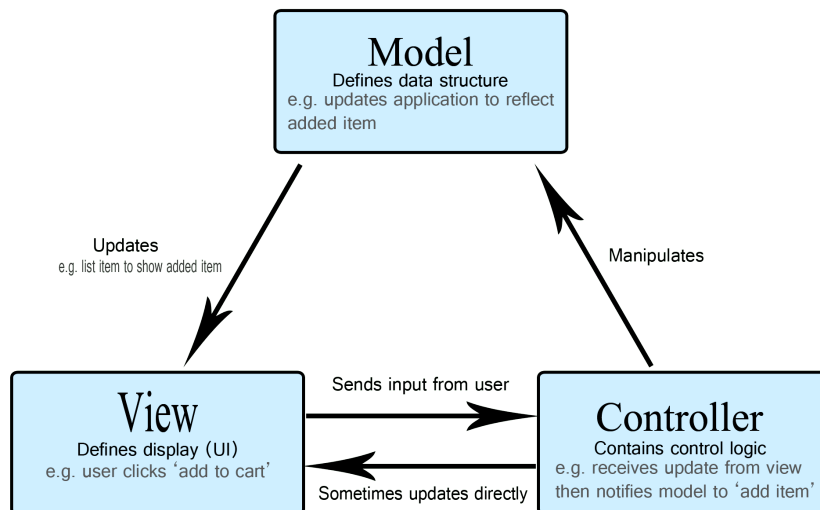 Model
Defines data structure
e.g. updates application to reflect
added item
Updates
e.g. list item to show added item
Manipulates
Sends input from user
View
Defines display (UI)
e.g. user clicks ‘add to cart’
Sometimes updates directly
Controller
Contains control logic
e.g. receives update from view
then notifies model to ‘add item’